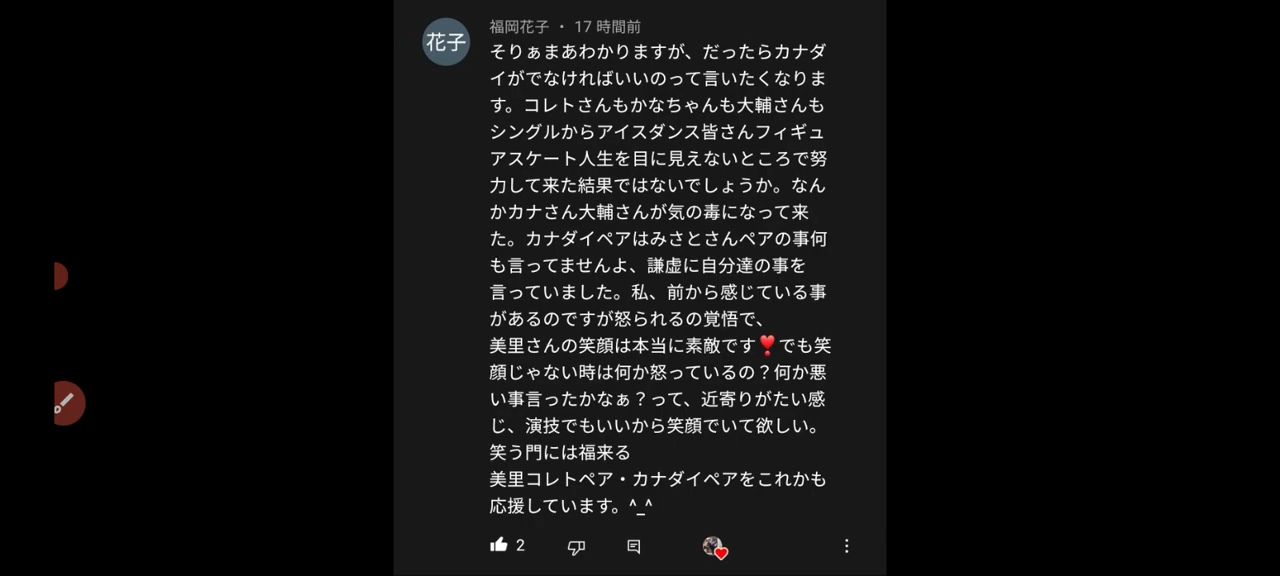 福岡花子 ・ 17 時間前
花子
そりぁまあわかりますが、だったらカナダ
イがでなければいいのって言いたくなりま
す。コレトさんもかなちゃんも大輔さんも
シングルからアイスダンス皆さんフィギュ
アスケート人生を目に見えないところで努
力して来た結果ではないでしょうか。なん
かカナさん大輔さんが気の毒になって来
た。カナダイペアはみさとさんペアの事何
も言ってませんよ、謙虚に自分達の事を
言っていました。私、前から感じている事
があるのですが怒られるの覚悟で、
美里さんの笑顔は本当に素敵です❣️でも笑
顔じゃない時は何か怒っているの？何か悪
い事言ったかなぁ？って、近寄りがたい感
じ、演技でもいいから笑顔でいて欲しい。
笑う門には福来る
美里コレトペア・カナダイペアをこれかも
応援しています。^_^
2